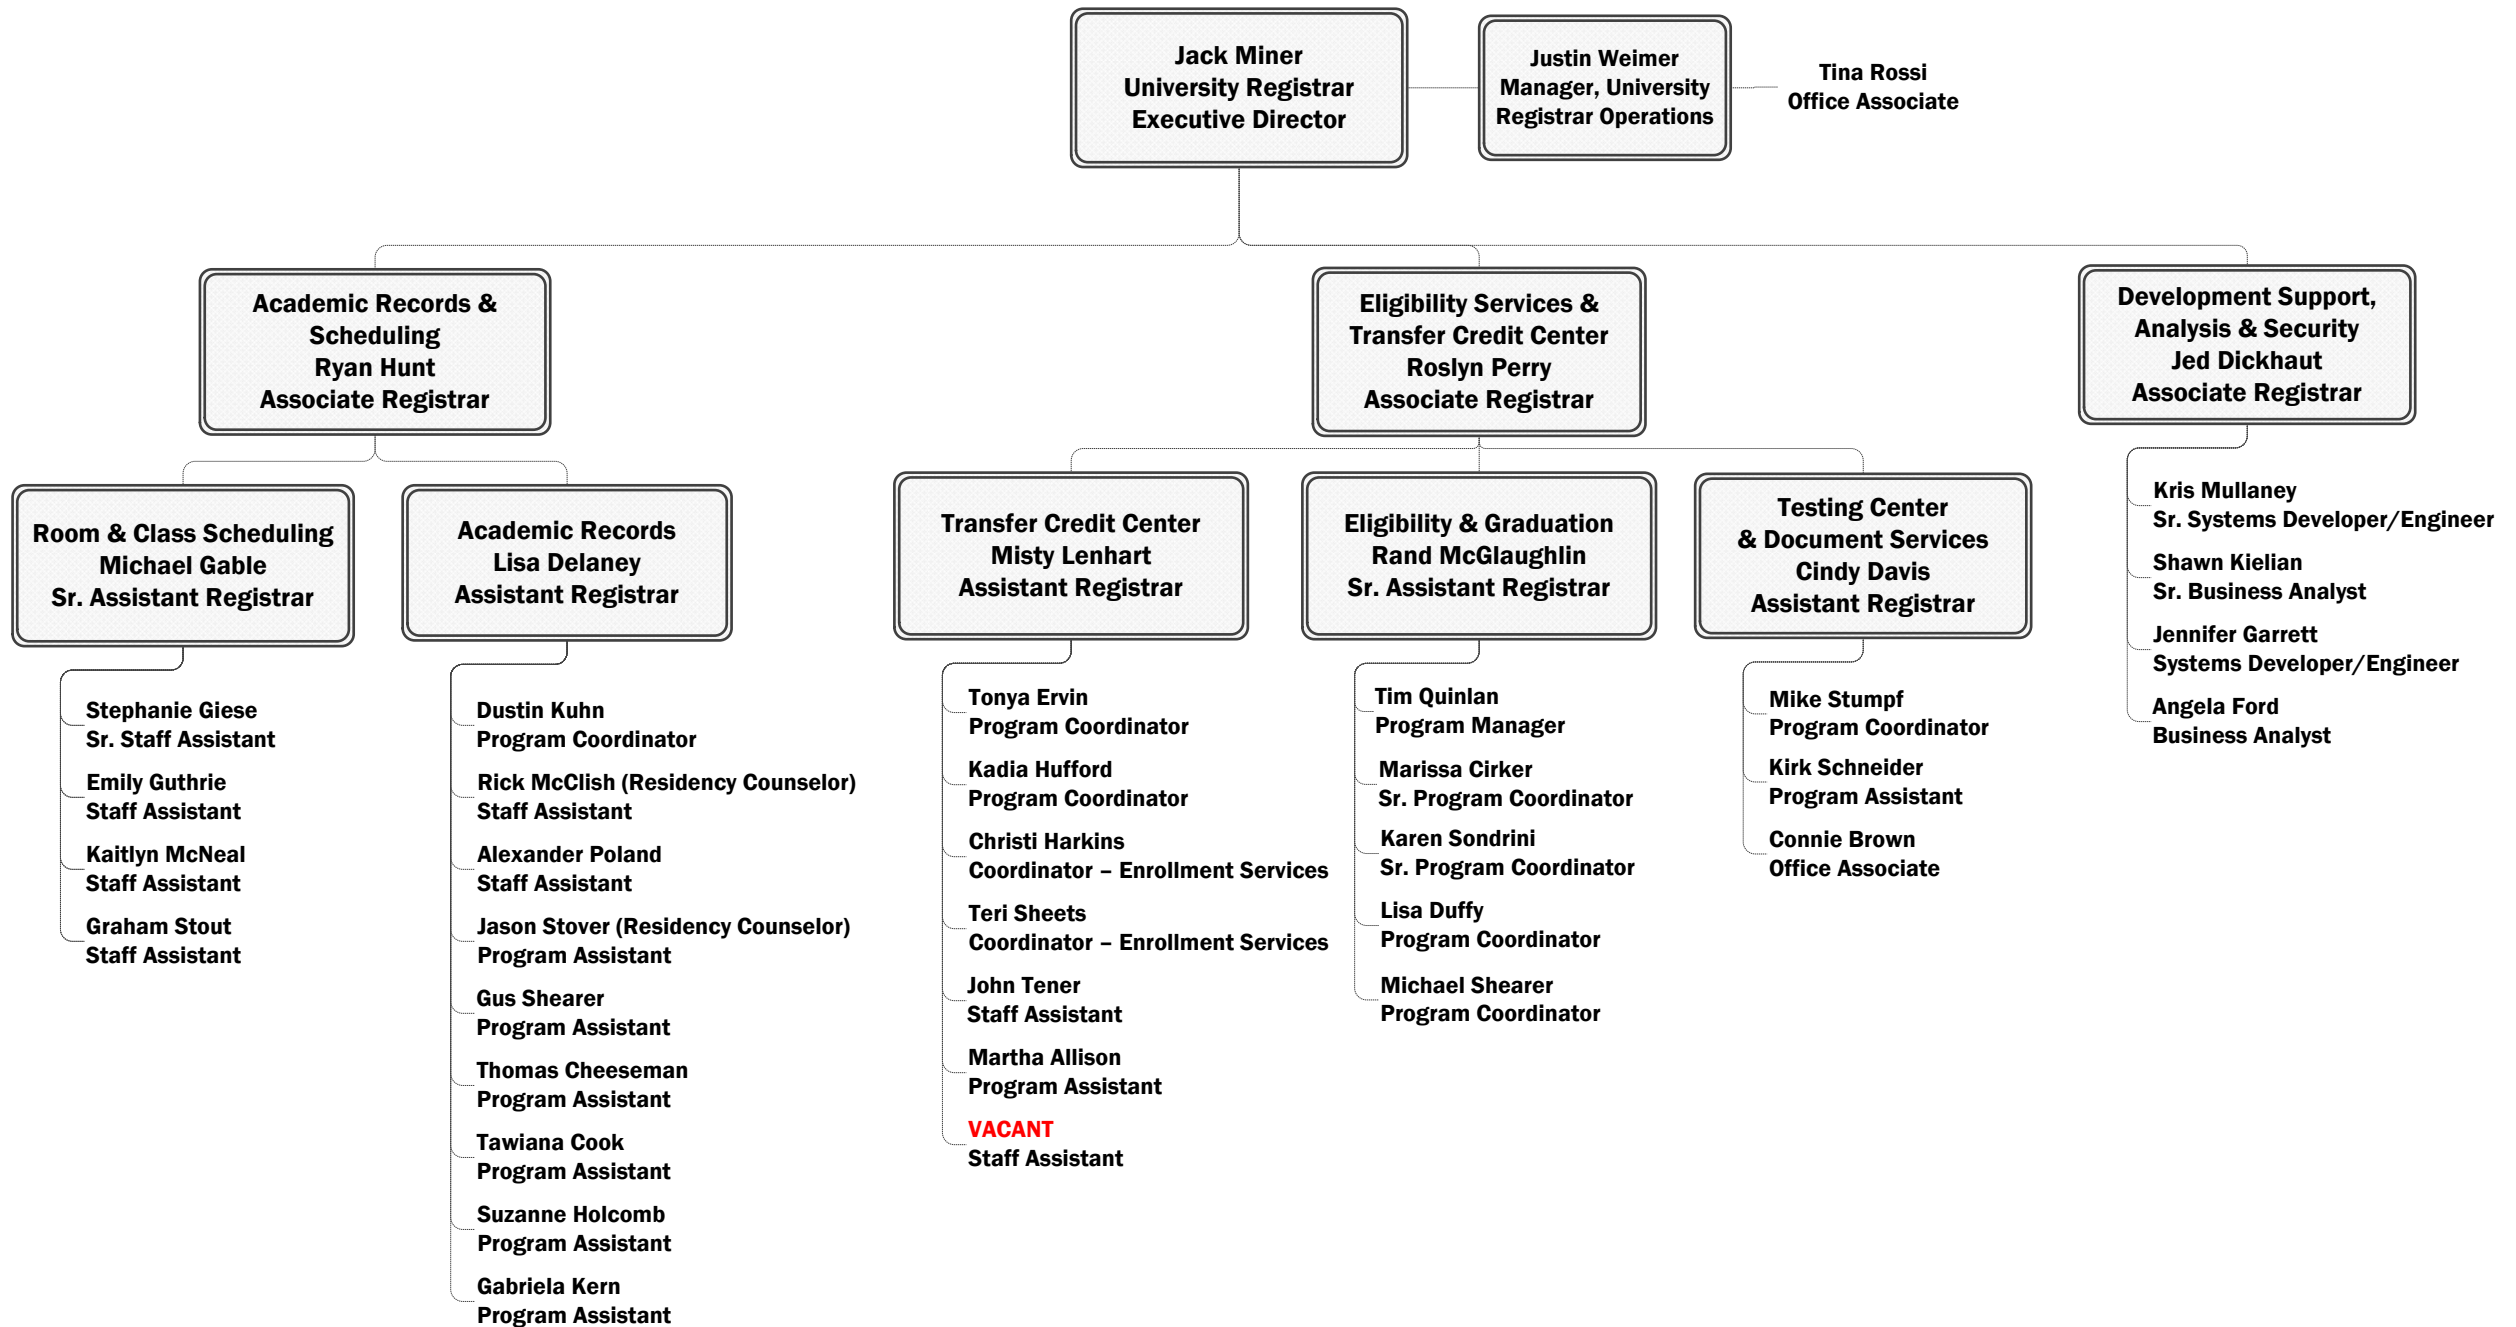 Jack Miner
University Registrar
Executive Director
Justin Weimer
Manager, University
Registrar Operations
Tina Rossi
Office Associate
Academic Records &
Scheduling
Ryan Hunt
Associate Registrar
Eligibility Services &
Transfer Credit Center
Roslyn Perry
Associate Registrar
Development Support,
Analysis & Security
Jed Dickhaut
Associate Registrar
Room & Class Scheduling
Michael Gable
Sr. Assistant Registrar
Stephanie Giese
Sr. Staff Assistant
Emily Guthrie
Staff Assistant
Kaitlyn McNeal
Staff Assistant
Graham Stout
Staff Assistant
Academic Records
Lisa Delaney
Assistant Registrar
Dustin Kuhn
Program Coordinator
Rick McClish (Residency Counselor)
Staff Assistant
Alexander Poland
Staff Assistant
Jason Stover (Residency Counselor)
Program Assistant
Gus Shearer
Program Assistant
Thomas Cheeseman
Program Assistant
Tawiana Cook
Program Assistant
Suzanne Holcomb
Program Assistant
Gabriela Kern
Program Assistant
Transfer Credit Center
Misty Lenhart
Assistant Registrar
Tonya Ervin
Program Coordinator
Kadia Hufford
Program Coordinator
Christi Harkins
Coordinator – Enrollment Services
Teri Sheets
Coordinator – Enrollment Services
John Tener
Staff Assistant
Martha Allison
Program Assistant
VACANT
Staff Assistant
Eligibility & Graduation
Rand McGlaughlin
Sr. Assistant Registrar
Tim Quinlan
Program Manager
Marissa Cirker
Sr. Program Coordinator
Karen Sondrini
Sr. Program Coordinator
Lisa Duffy
Program Coordinator
Michael Shearer
Program Coordinator
Testing Center
& Document Services
Cindy Davis
Assistant Registrar
Mike Stumpf
Program Coordinator
Kirk Schneider
Program Assistant
Connie Brown
Office Associate
Kris Mullaney
Sr. Systems Developer/Engineer
Shawn Kielian
Sr. Business Analyst
Jennifer Garrett
Systems Developer/Engineer
Angela Ford
Business Analyst